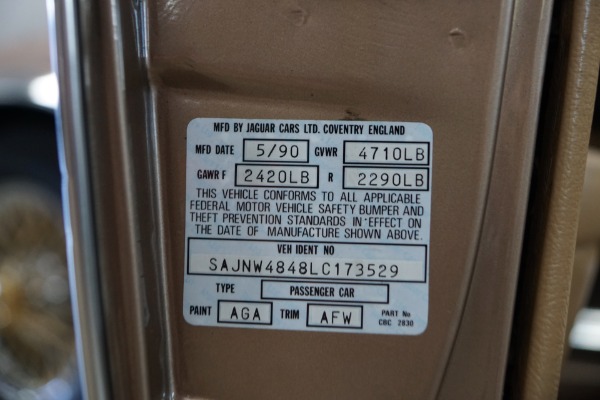 MFD BY JAGUAR CARS LTD. COVENTRY ENGLAND
MFD DATE 5/90 GVWR 4710LB
GAWR F 2420LB R 2290LB
THIS VEHICLE CONFORMS TO ALL APPLICABLE
FEDERAL MOTOR VEHICLE SAFETY BUMPER AND
THEFT PREVENTION STANDARDS IN EFFECT ON
THE DATE OF MANUFACTURE SHOWN ABOVE.
VEH IDENT NO
SAJNW4848LC173529
TYPE PASSENGER CAR
PAINT AGA TRIM AFW PART No
CBC 2930